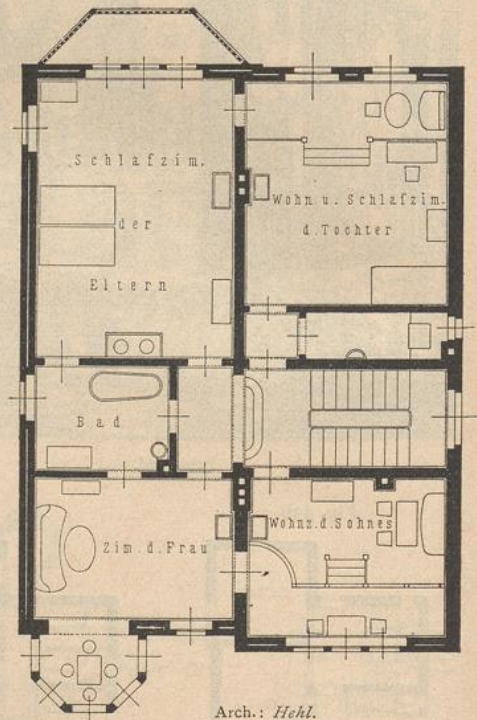 Schlafzim.
der
Eltern
Wohn u. Schlafzim.
d. Tochter
Bad
Zim. d. Frau
Wohnz. d. Sohnes
Arch.: Hehl.